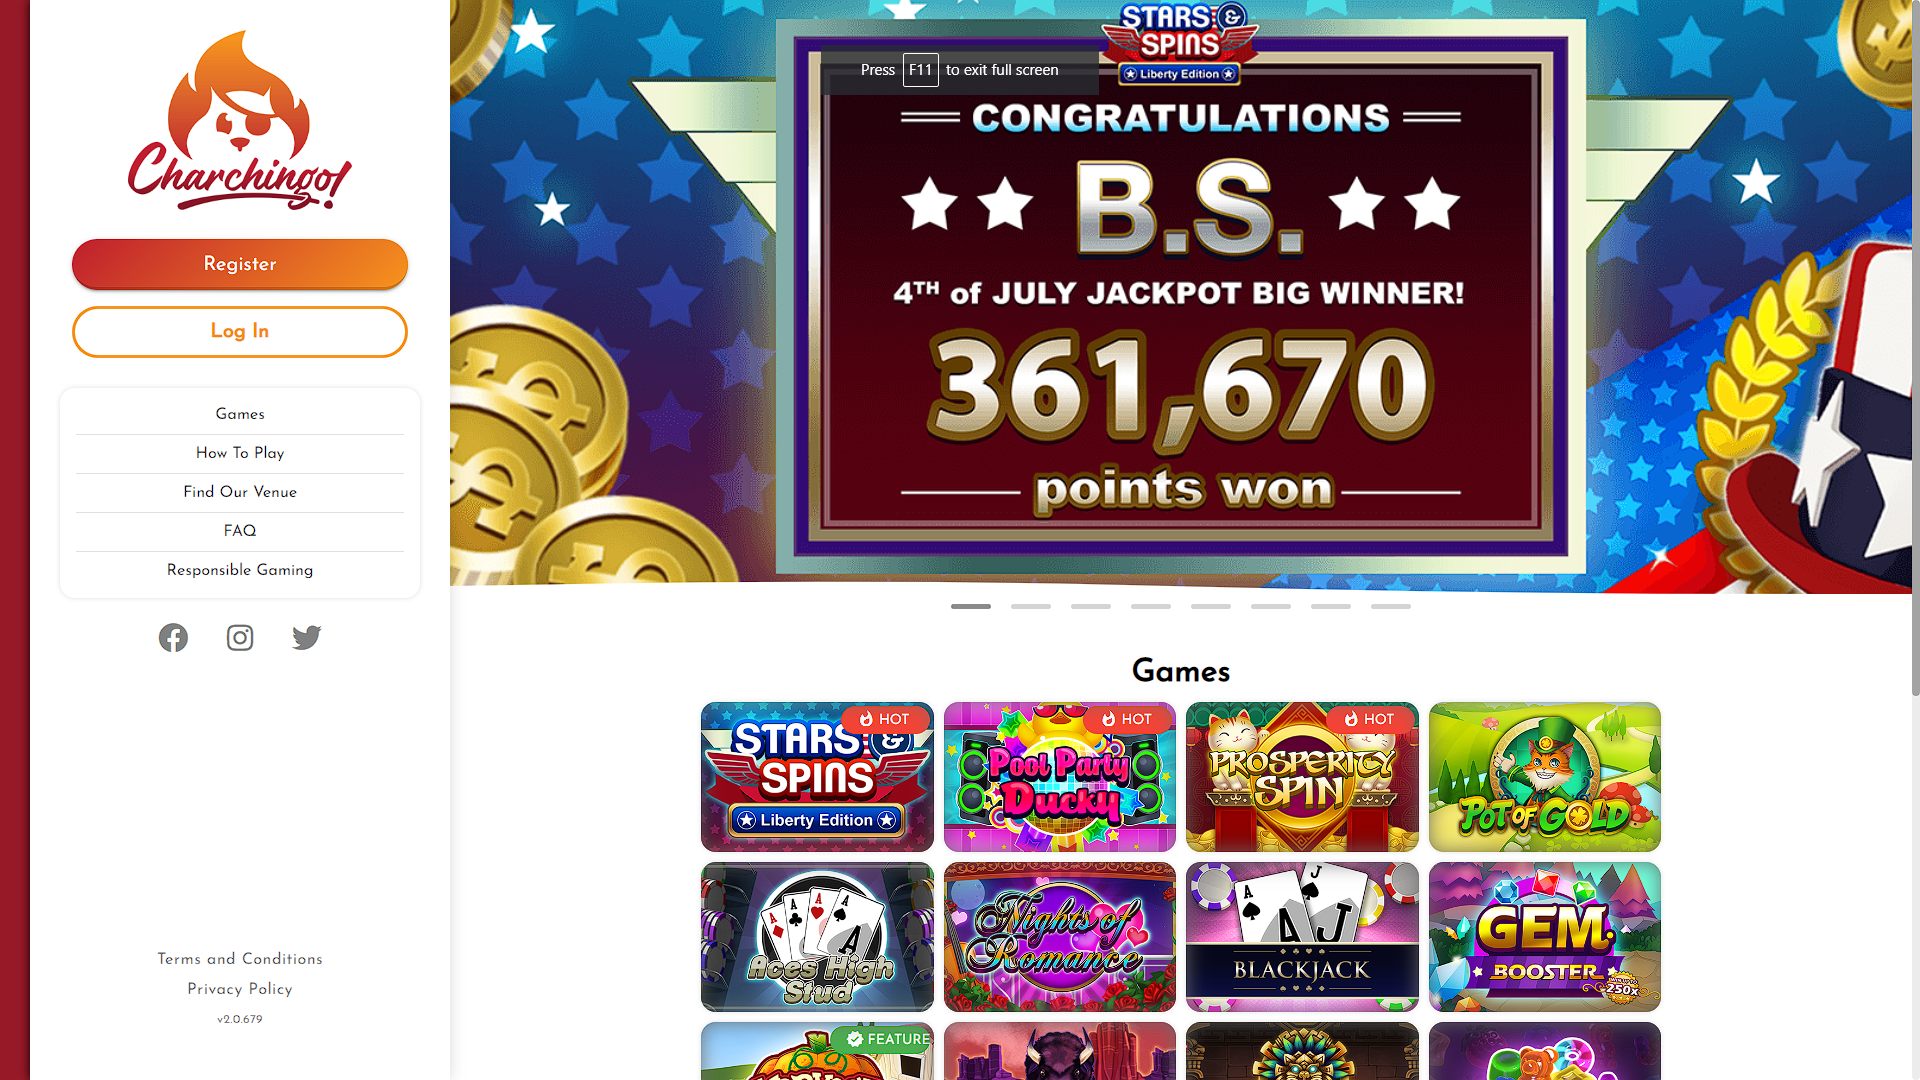 Charchingo!
Register
Log In
Games
How To Play
Find Our Venue
FAQ
Responsible Gaming
Terms and Conditions
Privacy Policy
v2.0.679
STARS &
SPINS
Liberty Edition
Press F11 to exit full screen
CONGRATULATIONS
B.S.
4TH of JULY JACKPOT BIG WINNER!
361,670
points won
Games
HOT
STARS &
SPINS
Liberty Edition
HOT
Pool Party
Ducky
HOT
PROSPERITY
SPIN
POT OF GOLD
A A A A
A
Aces High
Stud
Nights of
Romance
A J
A J
BLACKJACK
GEM
BOOSTER
250x
FEATURE